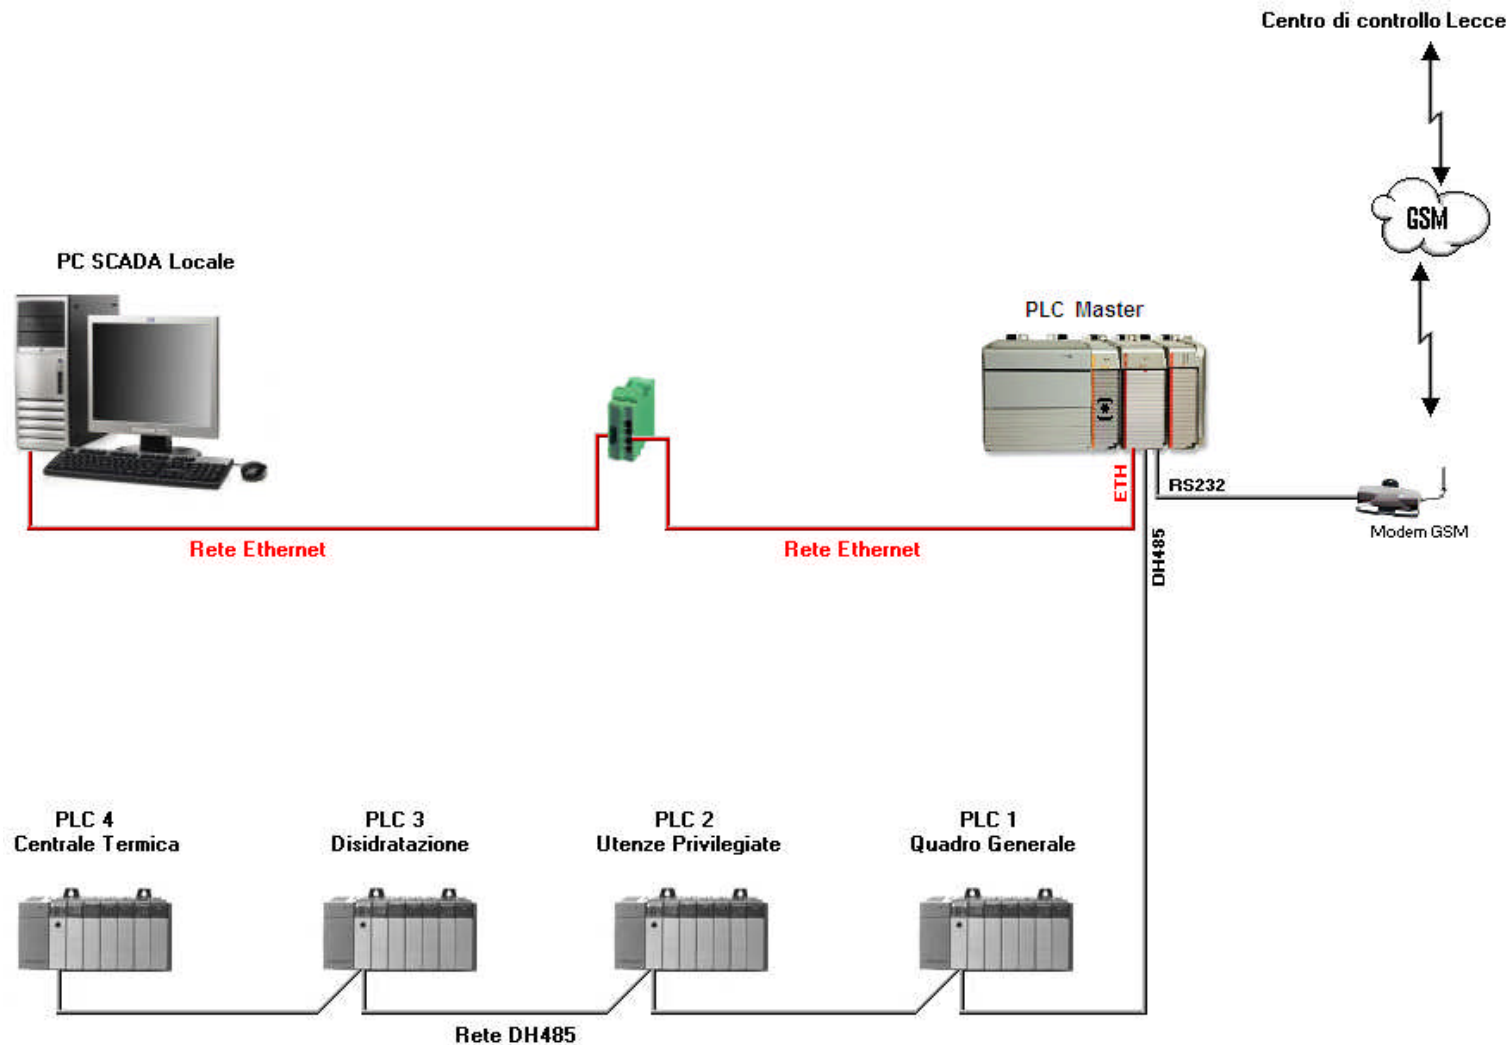 Centro di controllo Lecce
GSM
PC SCADA Locale
PLC Master
(*)
ETH
RS232
Modem GSM
DH485
Rete Ethernet
Rete Ethernet
PLC 4
Centrale Termica
PLC 3
Disidratazione
PLC 2
Utenze Privilegiate
PLC 1
Quadro Generale
Rete DH485